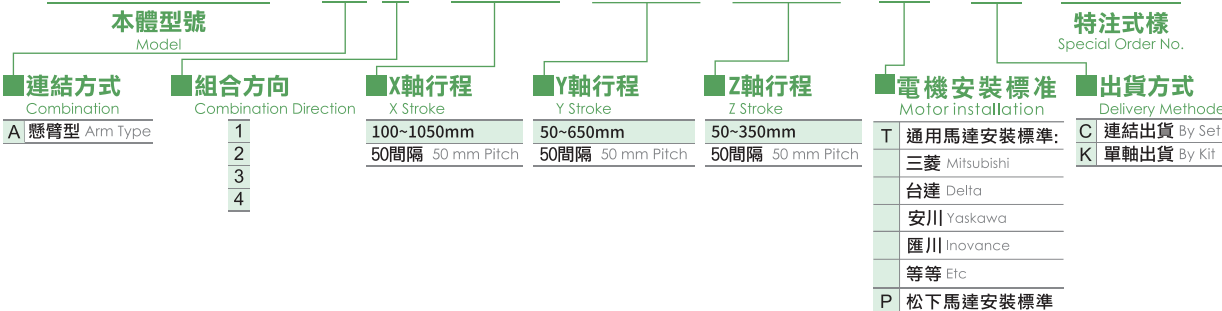 本體型號
Model
特注式樣
Special Order No.
連結方式
Combination
A 懸臂型 Arm Type
組合方向
Combination Direction
1
2
3
4
X軸行程
X Stroke
100~1050mm
50間隔 50 mm Pitch
Y軸行程
Y Stroke
50~650mm
50間隔 50 mm Pitch
Z軸行程
Z Stroke
50~350mm
50間隔 50 mm Pitch
電機安裝標准
Motor installation
T 通用馬達安裝標準:
三菱 Mitsubishi
台達 Delta
安川 Yaskawa
匯川 Inovance
等等 Etc
P 松下馬達安裝標準
出貨方式
Delivery Methode
C 連結出貨 By Set
K 單軸出貨 By Kit